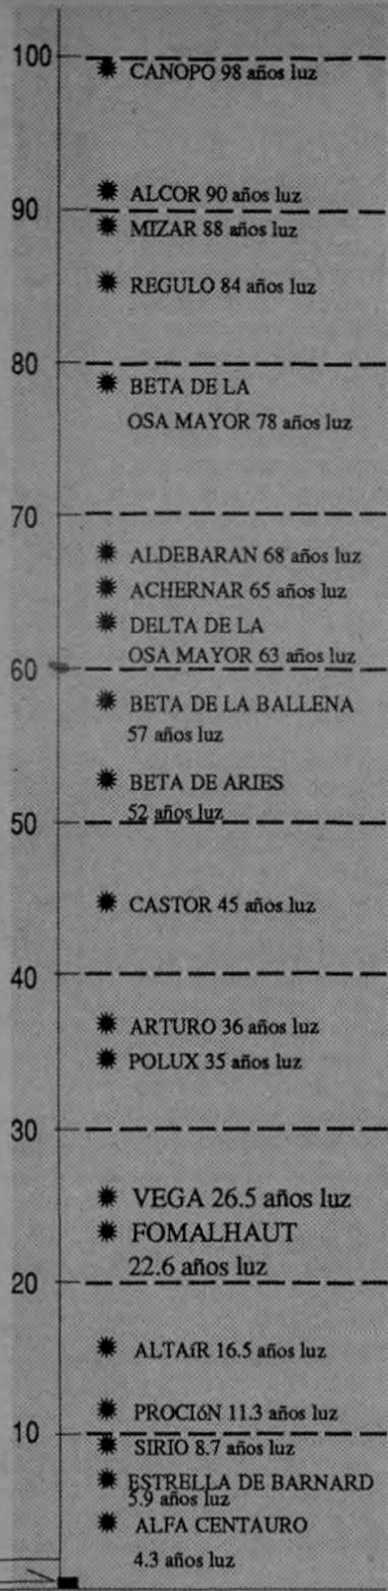 100
CANOPO 98 años luz
ALCOR 90 años luz
90
MIZAR 88 años luz
REGULO 84 años luz
80
BETA DE LA
OSA MAYOR 78 años luz
70
ALDEBARAN 68 años luz
ACHERNAR 65 años luz
DELTA DE LA
OSA MAYOR 63 años luz
60
BETA DE LA BALLENA
57 años luz
BETA DE ARIES
52 años luz
50
CASTOR 45 años luz
40
ARTURO 36 años luz
POLUX 35 años luz
30
VEGA 26.5 años luz
FOMALHAUT
22.6 años luz
20
ALTAíR 16.5 años luz
PROCIóN 11.3 años luz
10
SIRIO 8.7 años luz
ESTRELLA DE BARNARD
5.9 años luz
ALFA CENTAURO
4.3 años luz